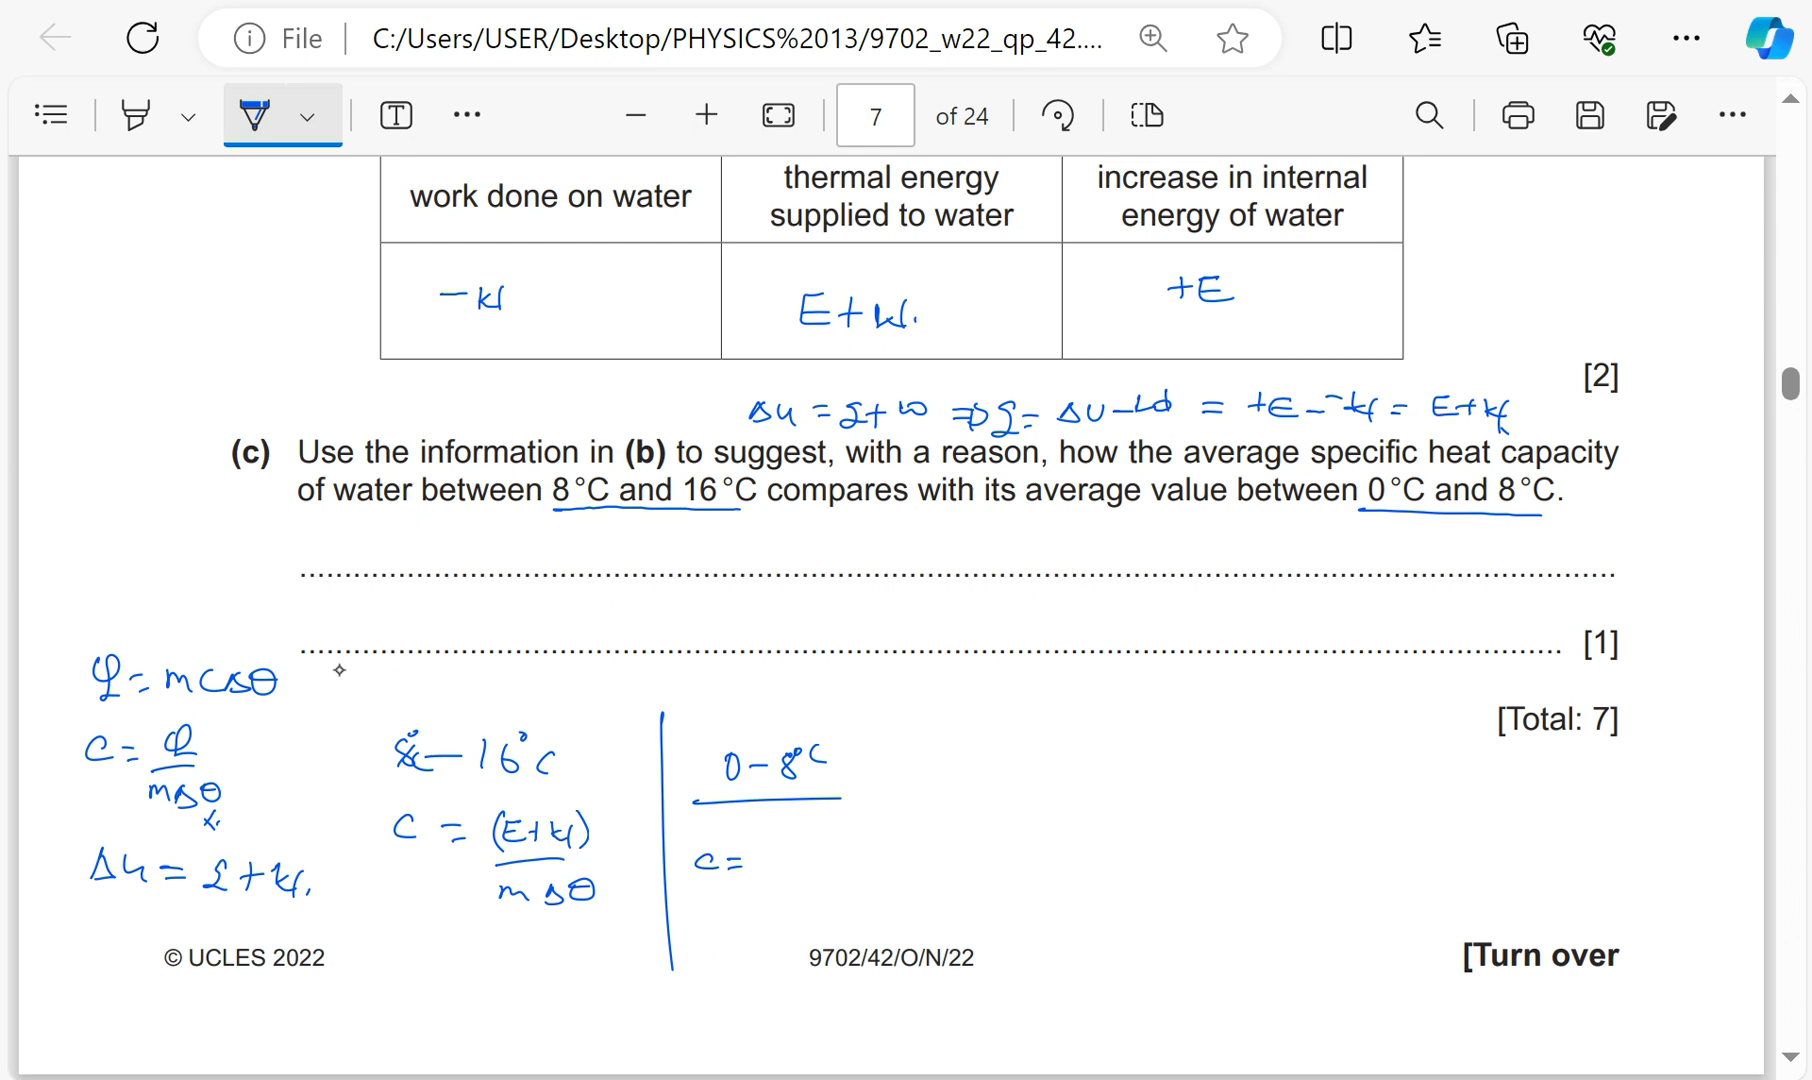 File C:/Users/USER/Desktop/PHYSICS%2013/9702_w22_qp_42....
7 of 24
work done on water
thermal energy
supplied to water
increase in internal
energy of water
-W
E+W.
+E
[2]
Δu = q+w ⇒ q= ΔU-W = +E--W = E+W
(c) Use the information in (b) to suggest, with a reason, how the average specific heat capacity
of water between 8 °C and 16 °C compares with its average value between 0 °C and 8 °C.
..........................................................................................
.......................................................................................... [1]
[Total: 7]
Q = mcΔθ
c = Q
mΔθ
Δu = q+W.
8°-16°C
c = (E+W)
mΔθ
0-8°C
c=
© UCLES 2022
9702/42/O/N/22
[Turn over